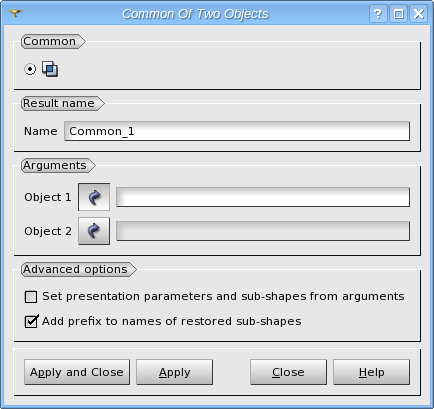 Common Of Two Objects
Common
Result name
Name Common_1
Arguments
Object 1
Object 2
Advanced options
Set presentation parameters and sub-shapes from arguments
Add prefix to names of restored sub-shapes
Apply and Close Apply Close Help